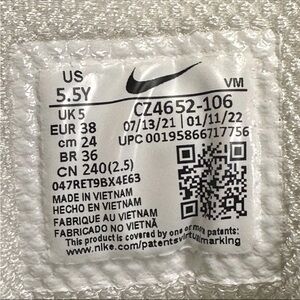 US
VM
5.5Y
UK 5
CZ4652-106
EUR 38
07/13/21 01/11/22
cm 24
UPC 00195866717756
BR 36
CN 240(2.5)
047RET9BX4E63
MADE IN VIETNAM
HECHO EN VIETNAM
FABRIQUE AU VIETNAM
FABRICADO NO VIETNÃ
This product is covered by one or more patents:
www.nike.com/patentsvirtualmarking